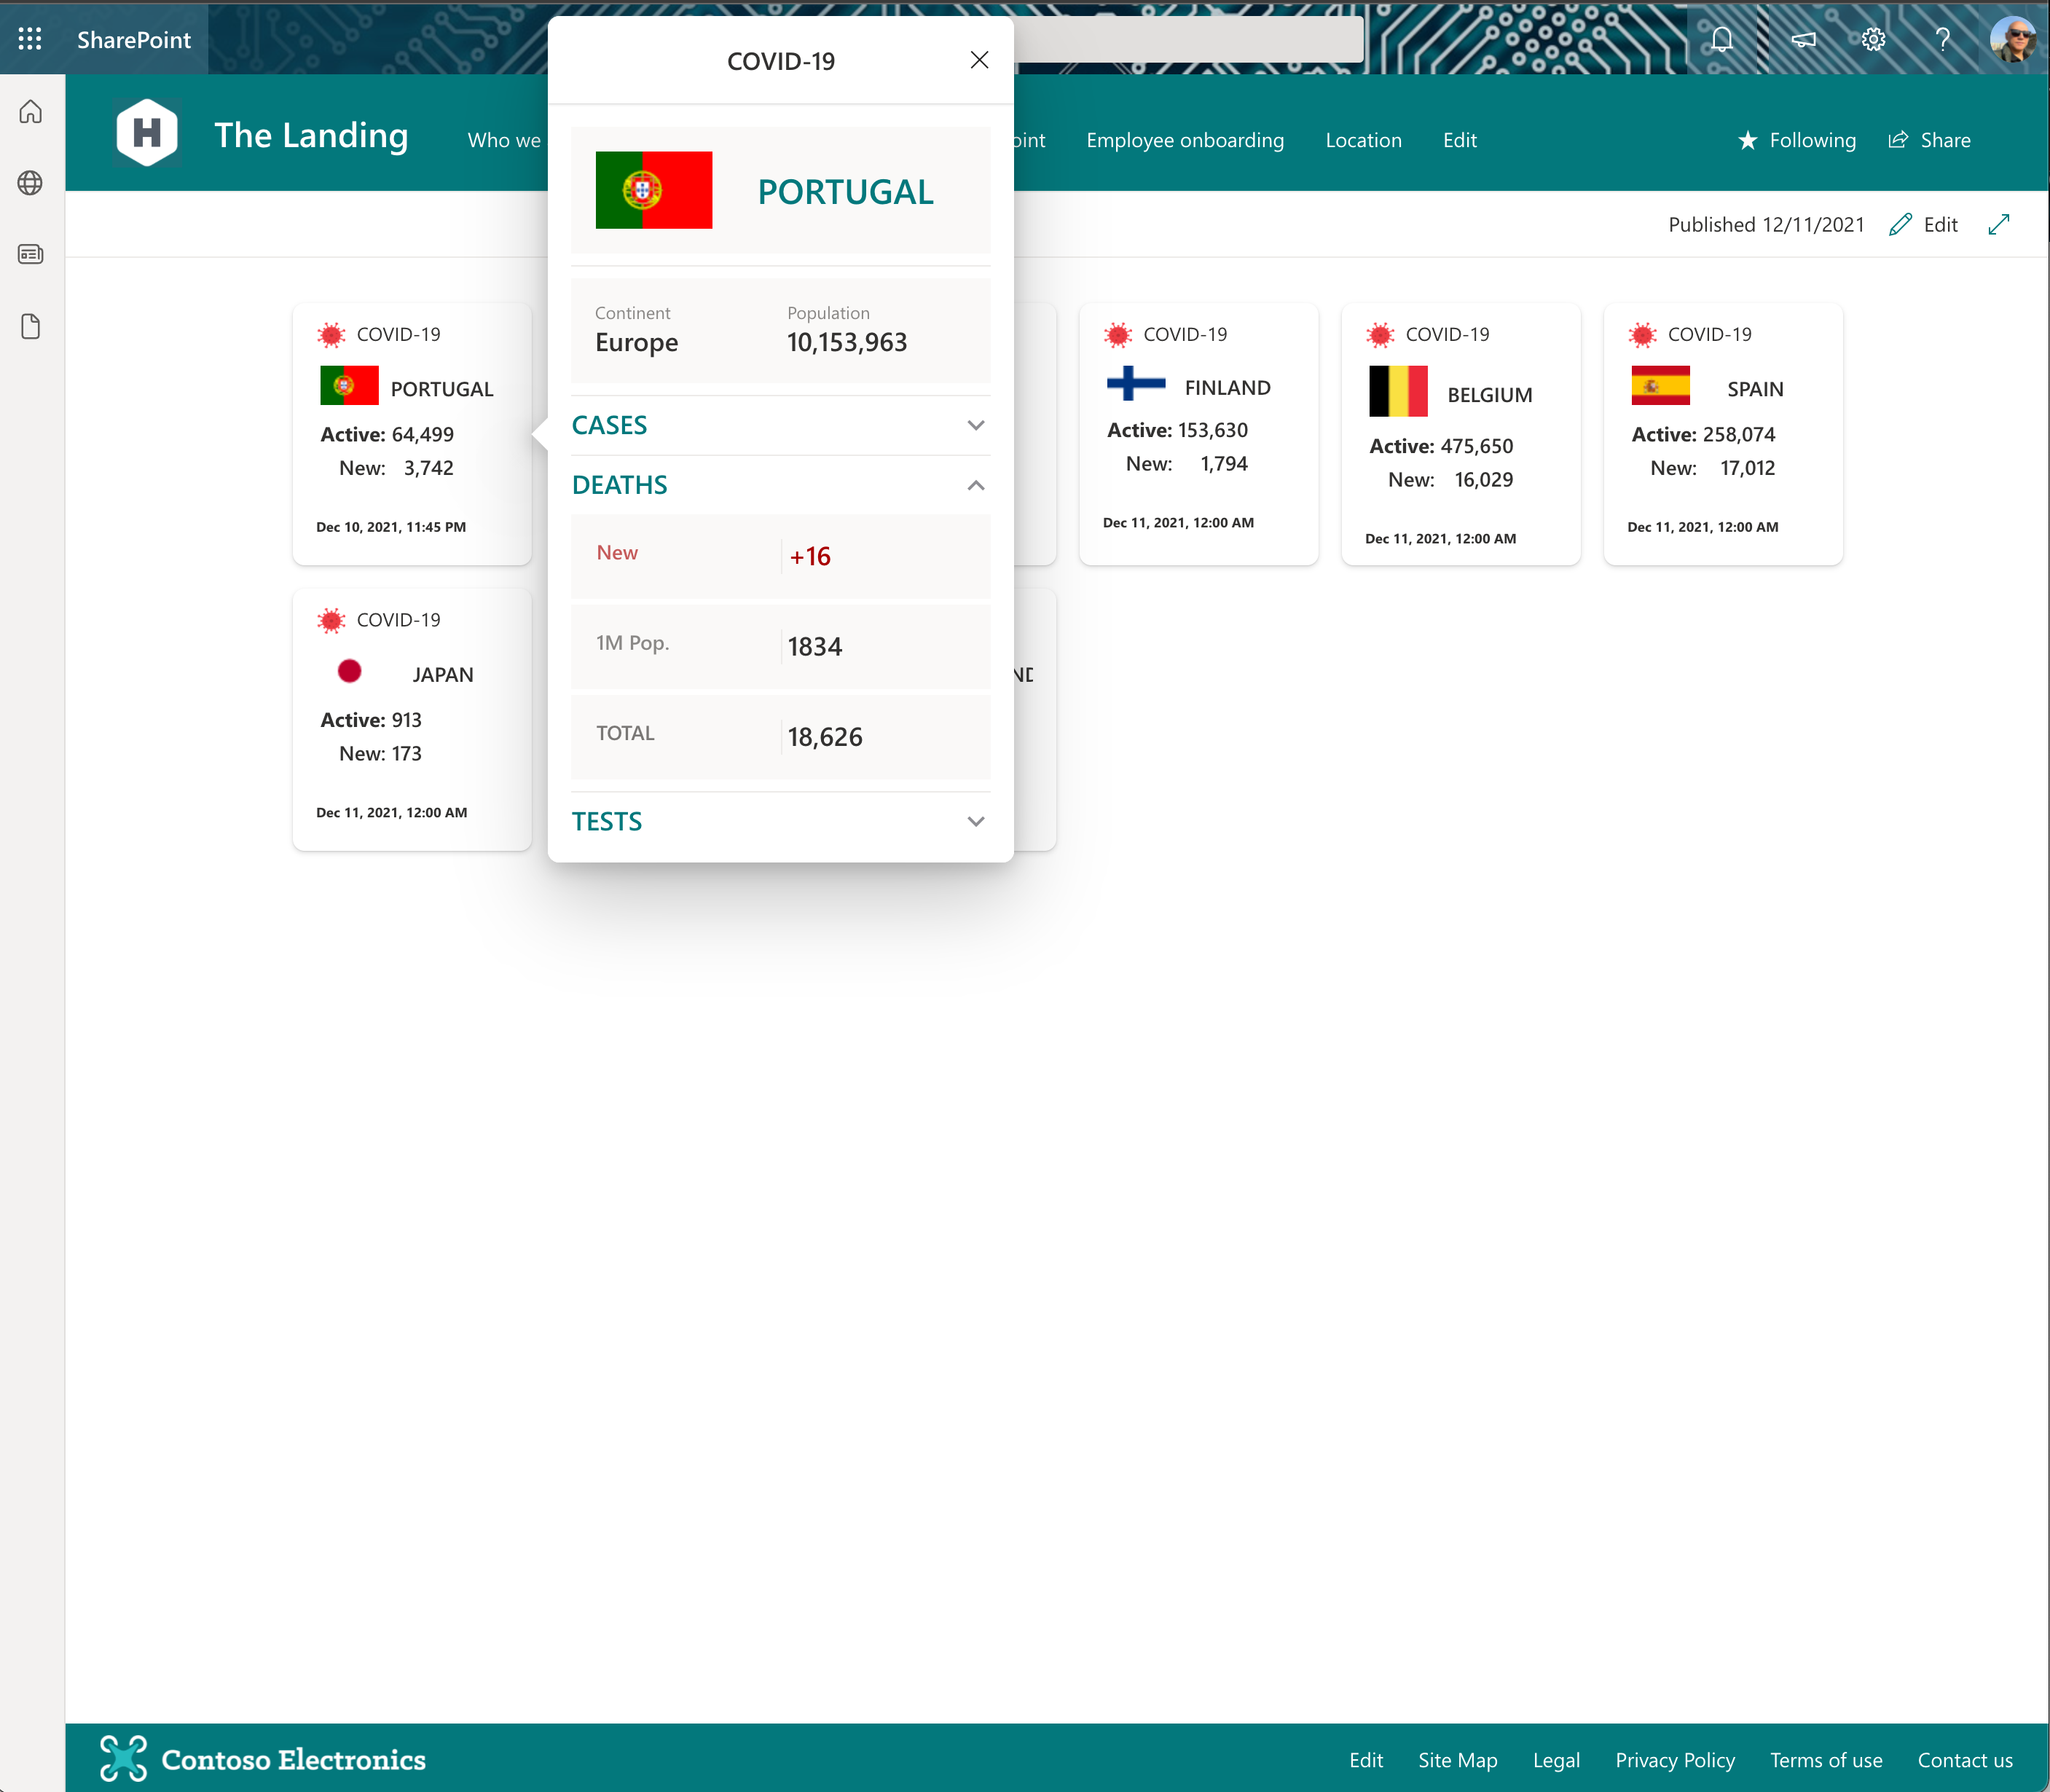 SharePoint
H
The Landing
Who we
oint
Employee onboarding
Location
Edit
Following
Share
Published 12/11/2021
Edit
COVID-19
PORTUGAL
Continent
Population
Europe
10,153,963
CASES
DEATHS
New
+16
1M Pop.
1834
TOTAL
18,626
TESTS
COVID-19
PORTUGAL
Active: 64,499
New: 3,742
Dec 10, 2021, 11:45 PM
COVID-19
FINLAND
Active: 153,630
New: 1,794
Dec 11, 2021, 12:00 AM
COVID-19
BELGIUM
Active: 475,650
New: 16,029
Dec 11, 2021, 12:00 AM
COVID-19
SPAIN
Active: 258,074
New: 17,012
Dec 11, 2021, 12:00 AM
COVID-19
JAPAN
Active: 913
New: 173
Dec 11, 2021, 12:00 AM
ND
Contoso Electronics
Edit
Site Map
Legal
Privacy Policy
Terms of use
Contact us